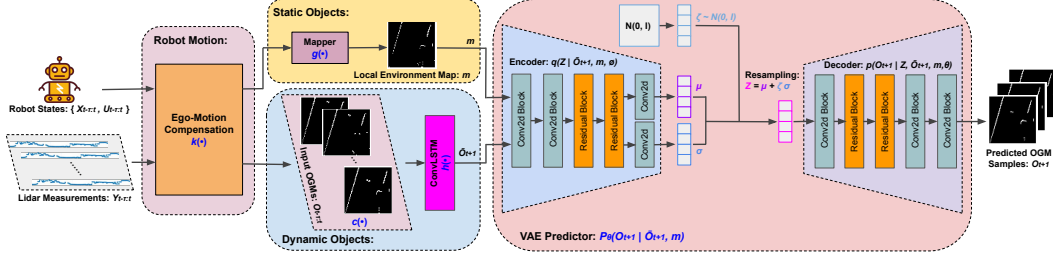 Robot States: { Xt-τ:t , Ut-τ:t }
Lidar Measurements: Yt-τ:t
Robot Motion:
Ego-Motion
Compensation
k(•)
Static Objects:
Mapper
g(•)
Local Environment Map: m
m
Input OGMs: Ot-τ:t
c(•)
ConvLSTM
h(•)
Ôt+1
Dynamic Objects:
N(0, I)
ζ ~ N(0, I)
Encoder: q(Z | Ôt+1, m, ø)
Conv2d Block
Conv2d Block
Residual Block
Residual Block
Conv2d
Conv2d
μ
σ
Resampling:
Z = μ + ζ σ
Decoder: p(Ot+1 | Z, Ôt+1, m,θ)
Conv2d Block
Residual Block
Residual Block
Conv2d Block
Conv2d Block
VAE Predictor: Pθ(Ot+1 | Ôt+1, m)
Predicted OGM
Samples: Ot+1